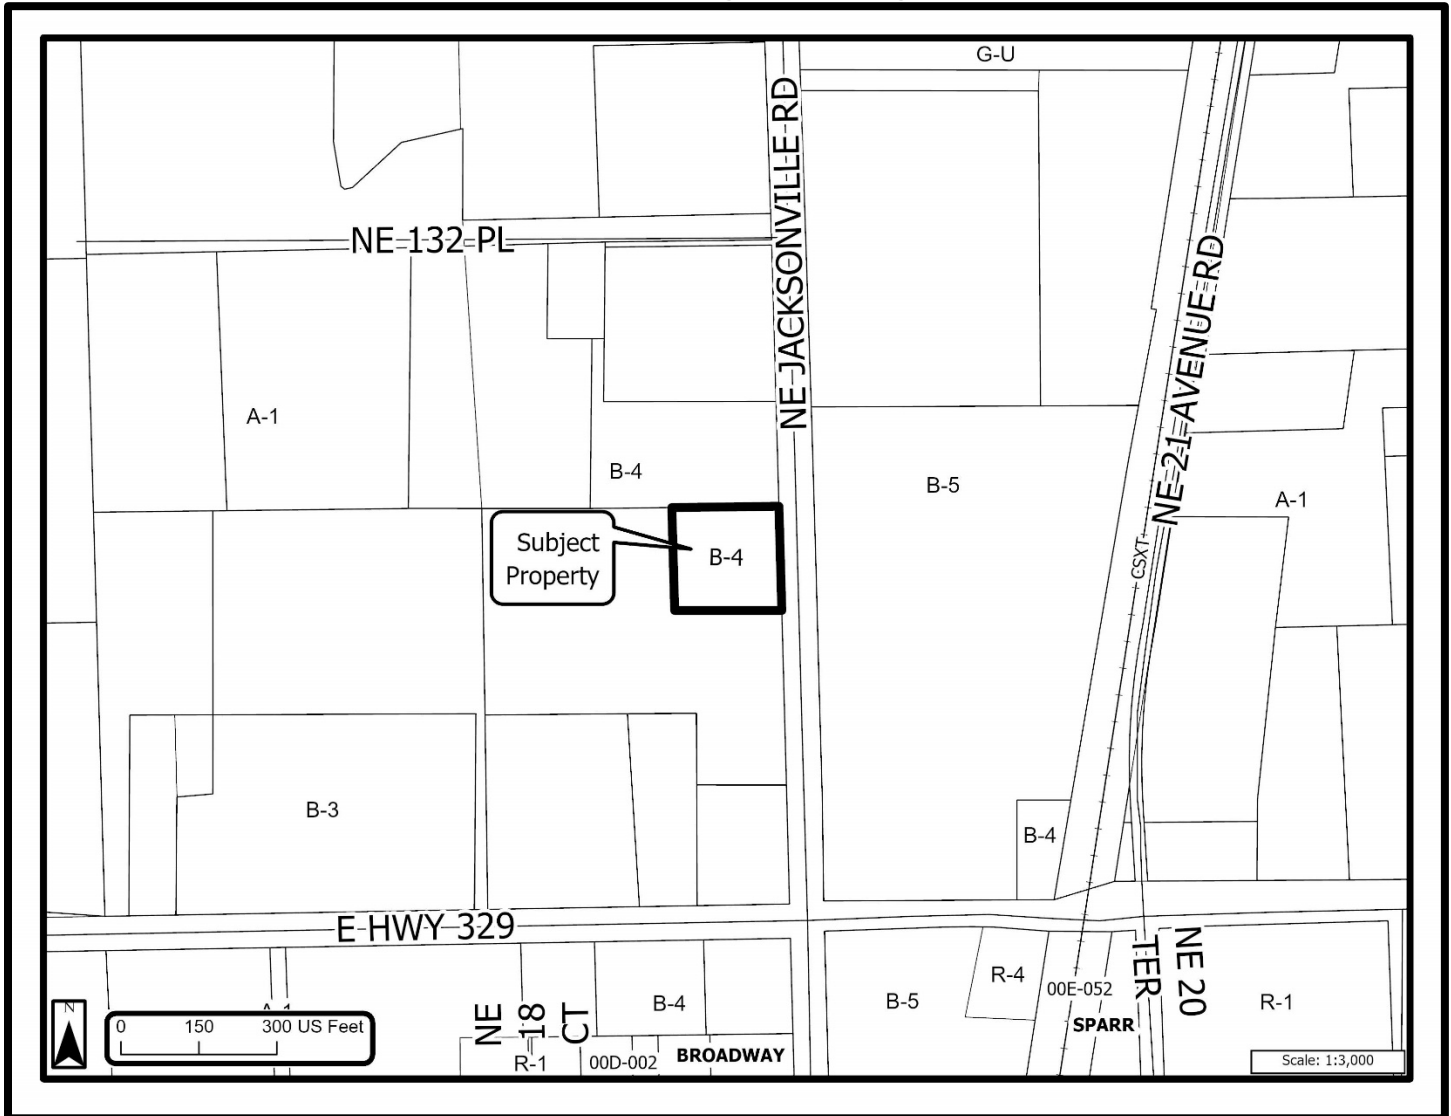 G-U
NE JACKSONVILLE RD
NE 132 PL
NE 21 AVENUE RD
A-1
B-4
B-5
A-1
Subject
Property
B-4
CSXT
B-3
B-4
E HWY 329
NE 20
TER
R-4
00E-052
B-5
R-1
B-4
NE
18
CT
A-1
N
0 150 300 US Feet
SPARR
BROADWAY
R-1
00D-002
Scale: 1:3,000